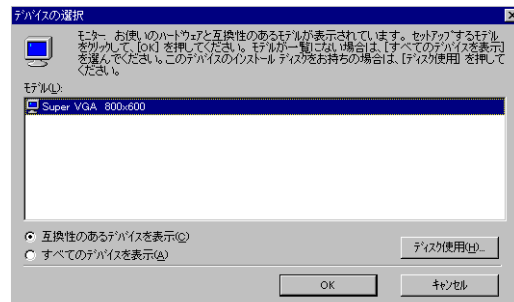 デバイスの選択
モニター、お使いのハードウェアと互換性のあるモデルが表示されています。セットアップするモデル
をクリックして、[OK] を押してください。モデルが一覧にない場合は、[すべてのデバイスを表示]
を選んでください。このデバイスのインストール ディスクをお持ちの場合は、[ディスク使用] を押して
ください。
モデル(L):
Super VGA 800x600
互換性のあるデバイスを表示(C)
すべてのデバイスを表示(A)
ディスク使用(H)...
OK
キャンセル